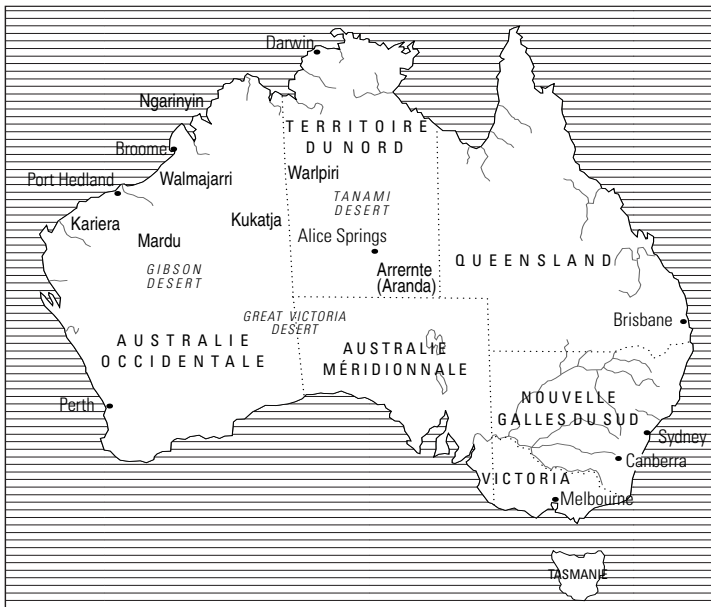 Darwin
Ngarinyin
TERRITOIRE
DU NORD
Broome
Walmajarri
Warlpiri
Port Hedland
TANAMI
DESERT
Kariera
Kukatja
Mardu
Alice Springs
GIBSON
DESERT
Arrernte
(Aranda)
QUEENSLAND
GREAT VICTORIA
DESERT
Brisbane
AUSTRALIE
OCCIDENTALE
AUSTRALIE
MÉRIDIONNALE
NOUVELLE
GALLES DU SUD
Perth
Sydney
Canberra
VICTORIA
Melbourne
TASMANIE